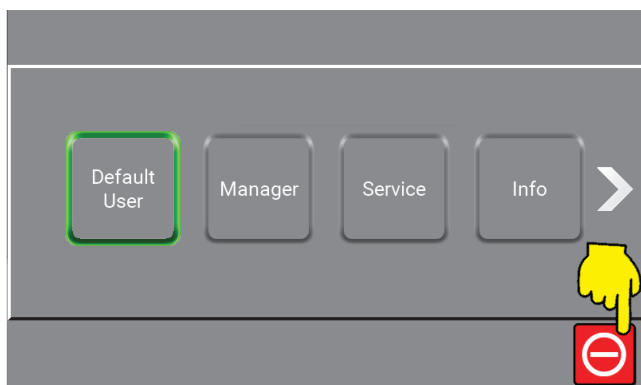 Default
User
Manager
Service
Info